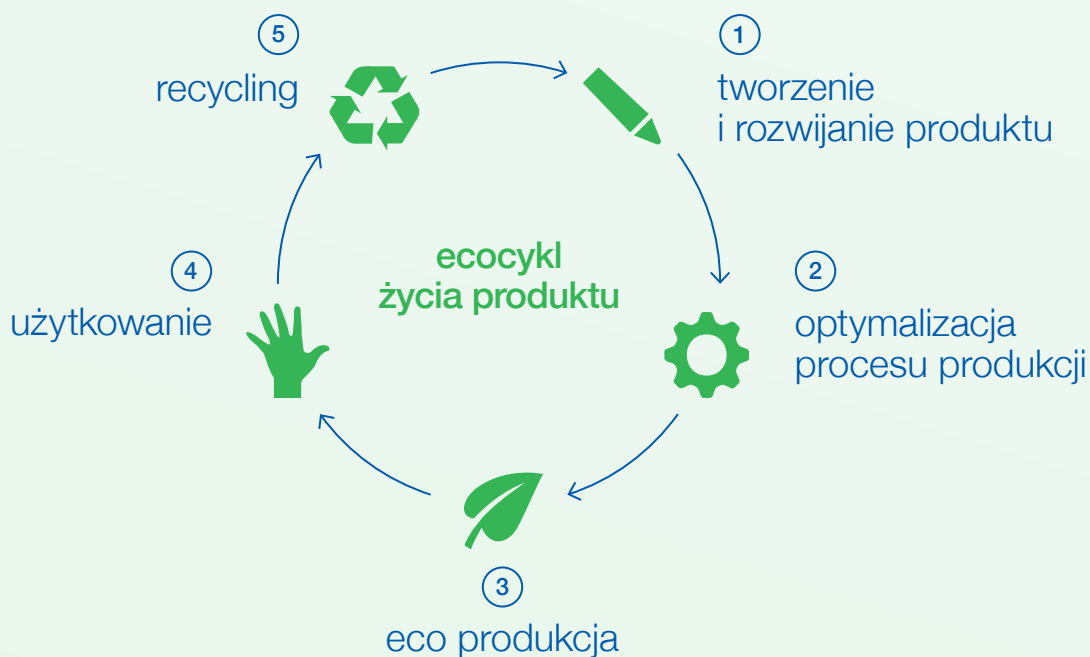 5
recycling
1
tworzenie
i rozwijanie produktu
ecocykl
życia produktu
4
użytkowanie
2
optymalizacja
procesu produkcji
3
eco produkcja